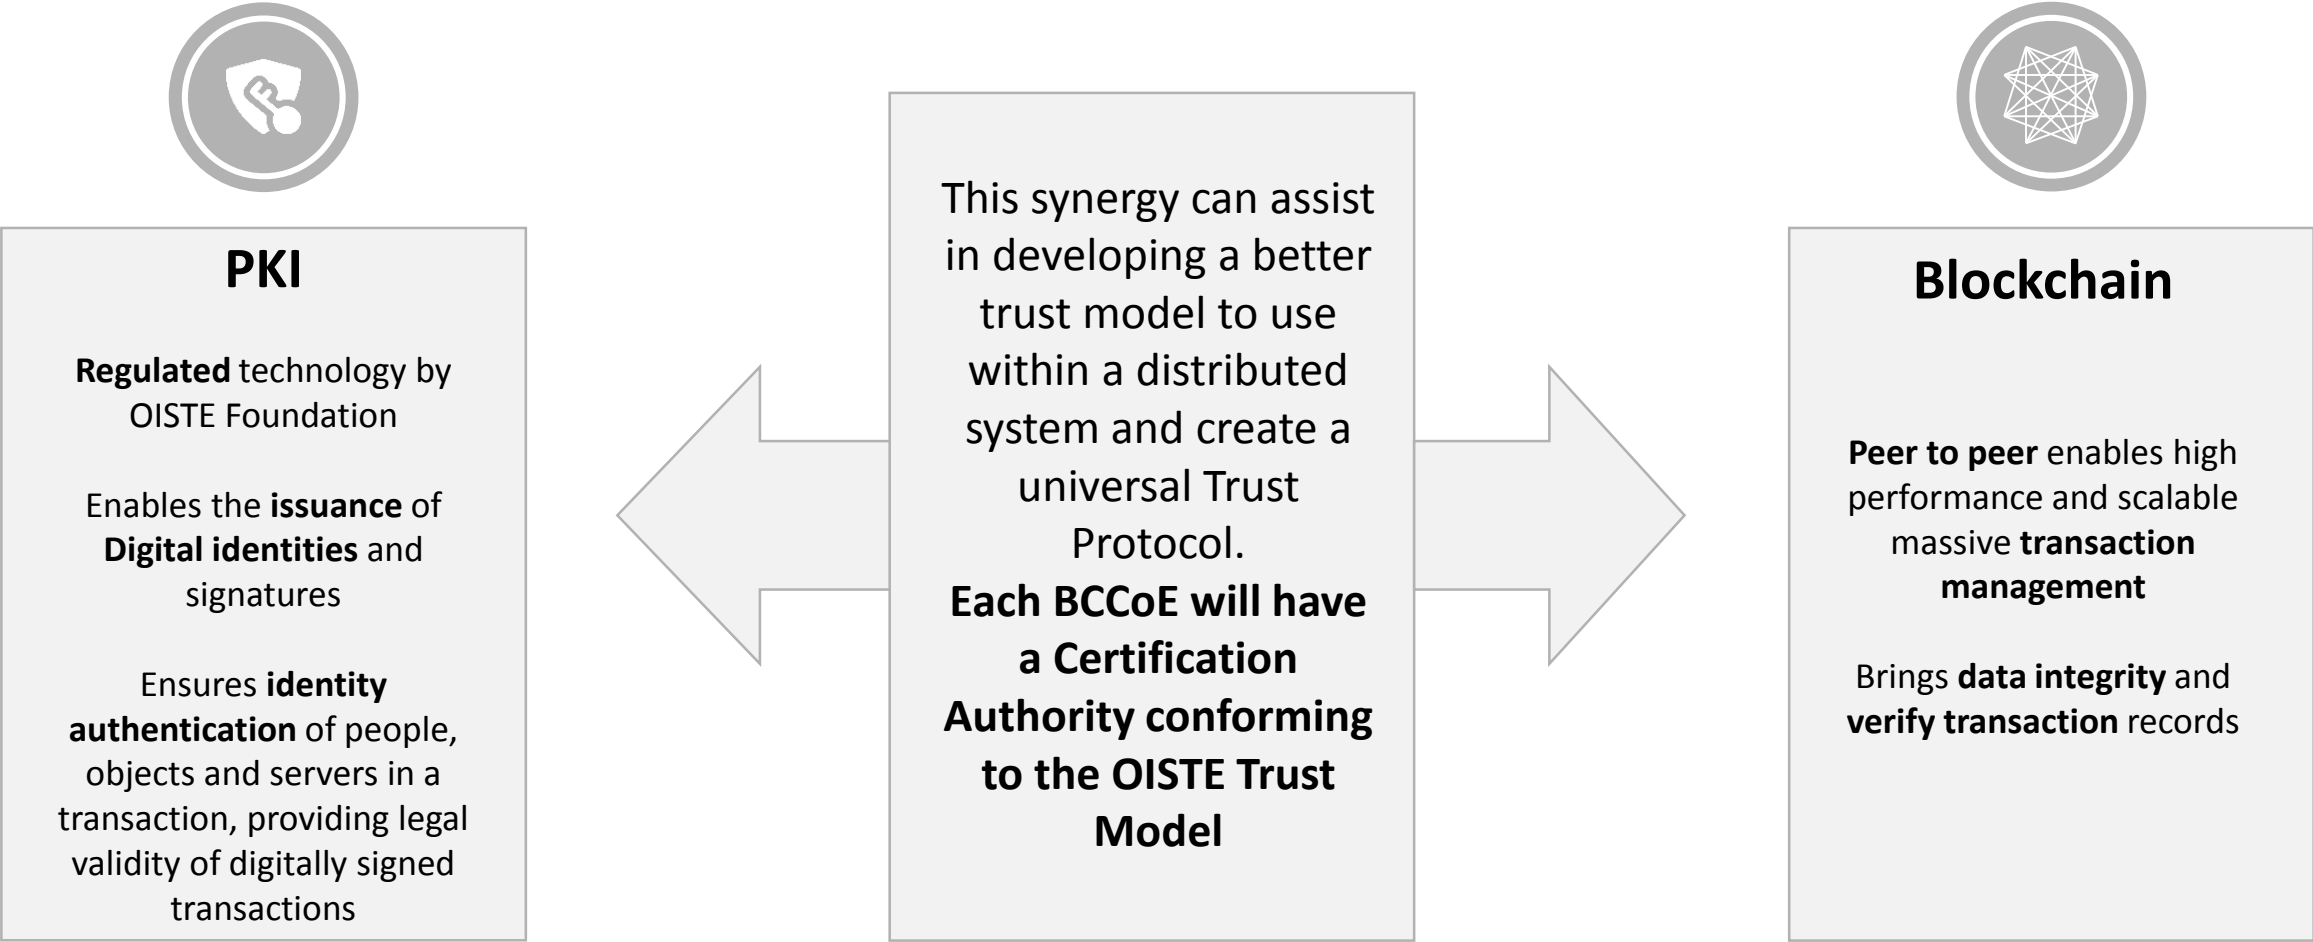 PKI
Regulated technology by
OISTE Foundation
Enables the issuance of
Digital identities and
signatures
Ensures identity
authentication of people,
objects and servers in a
transaction, providing legal
validity of digitally signed
transactions
This synergy can assist
in developing a better
trust model to use
within a distributed
system and create a
universal Trust
Protocol.
Each BCCoE will have
a Certification
Authority conforming
to the OISTE Trust
Model
Blockchain
Peer to peer enables high
performance and scalable
massive transaction
management
Brings data integrity and
verify transaction records